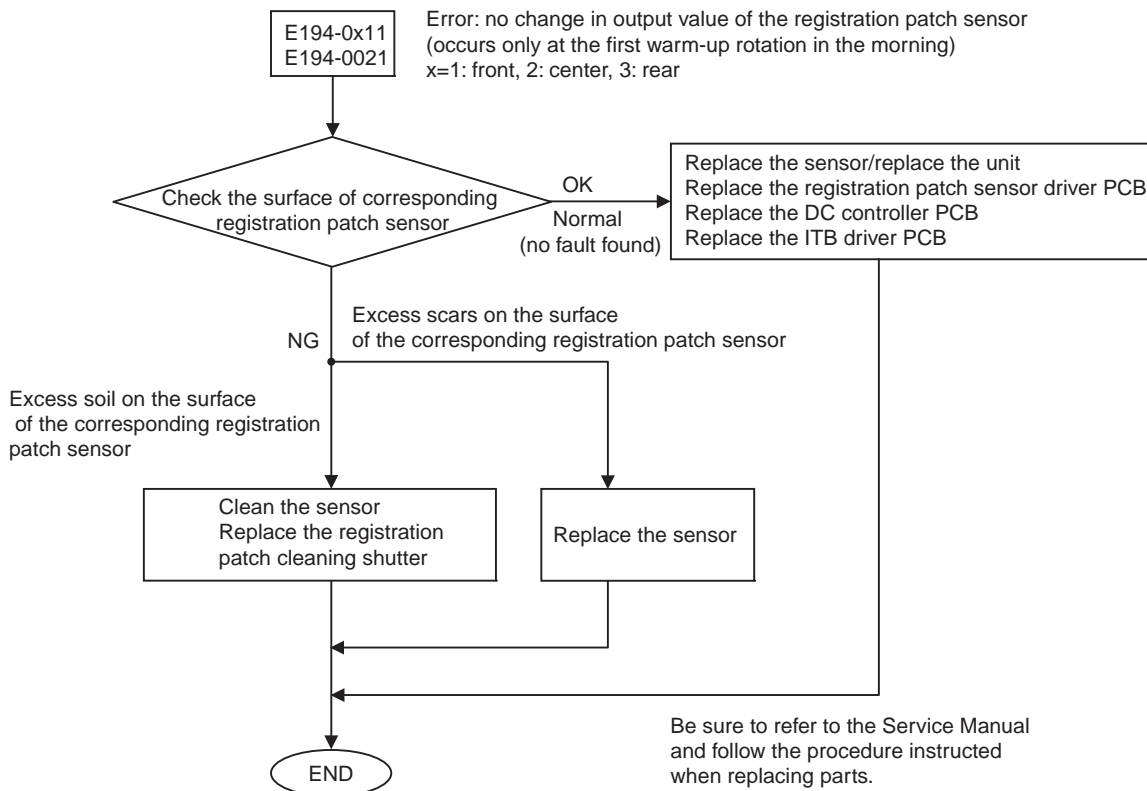 E194-0x11
E194-0021
Error: no change in output value of the registration patch sensor
(occurs only at the first warm-up rotation in the morning)
x=1: front, 2: center, 3: rear
Check the surface of corresponding
registration patch sensor
OK
Normal
(no fault found)
Replace the sensor/replace the unit
Replace the registration patch sensor driver PCB
Replace the DC controller PCB
Replace the ITB driver PCB
NG
Excess scars on the surface
of the corresponding registration patch sensor
Excess soil on the surface
of the corresponding registration
patch sensor
Clean the sensor
Replace the registration
patch cleaning shutter
Replace the sensor
Be sure to refer to the Service Manual
and follow the procedure instructed
when replacing parts.
END